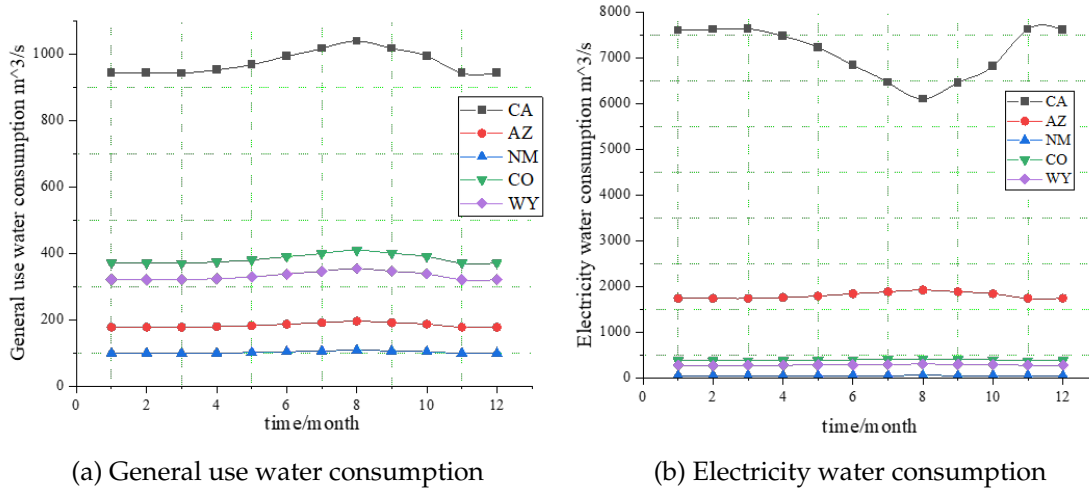 General use water consumption m^3/s
1000
800
600
400
200
0
0
2
4
6
8
10
12
time/month
CA
AZ
NM
CO
WY
(a) General use water consumption
Electricity water consumption m^3/s
8000
7000
6000
5000
4000
3000
2000
1000
0
0
2
4
6
8
10
12
time/month
CA
AZ
NM
CO
WY
(b) Electricity water consumption